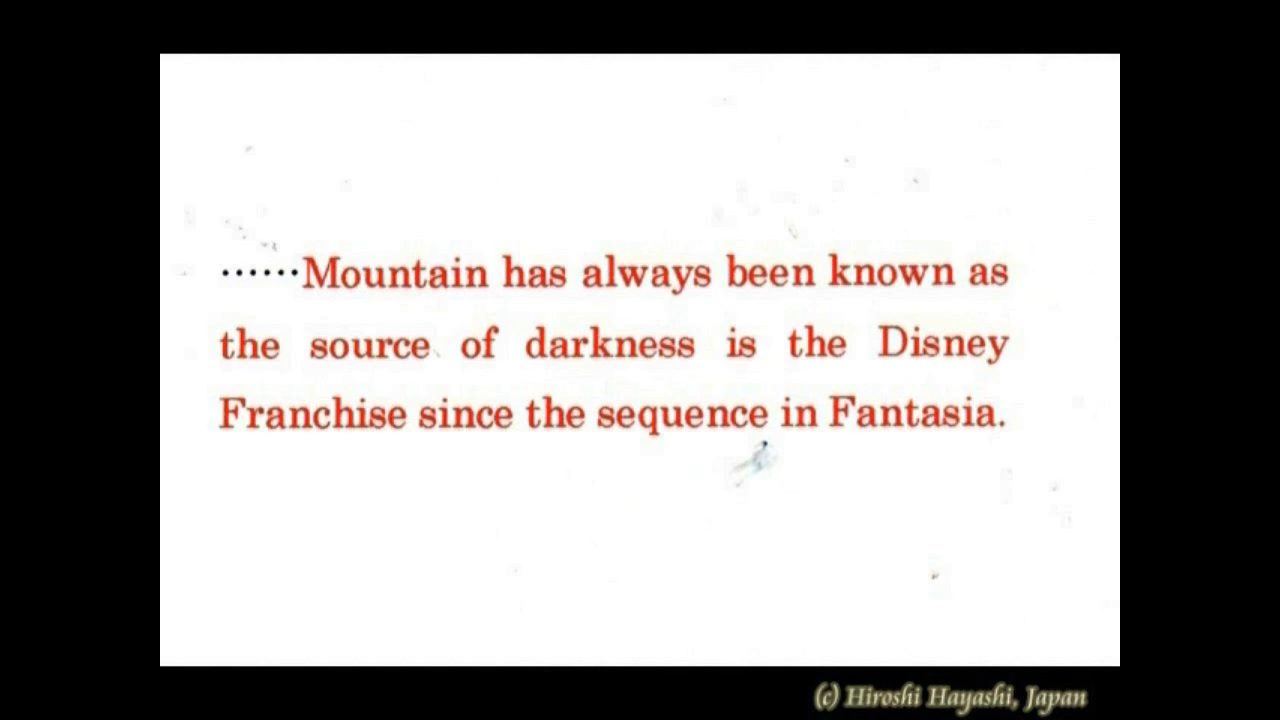 ......Mountain has always been known as
the source of darkness is the Disney
Franchise since the sequence in Fantasia.
(c) Hiroshi Hayashi, Japan